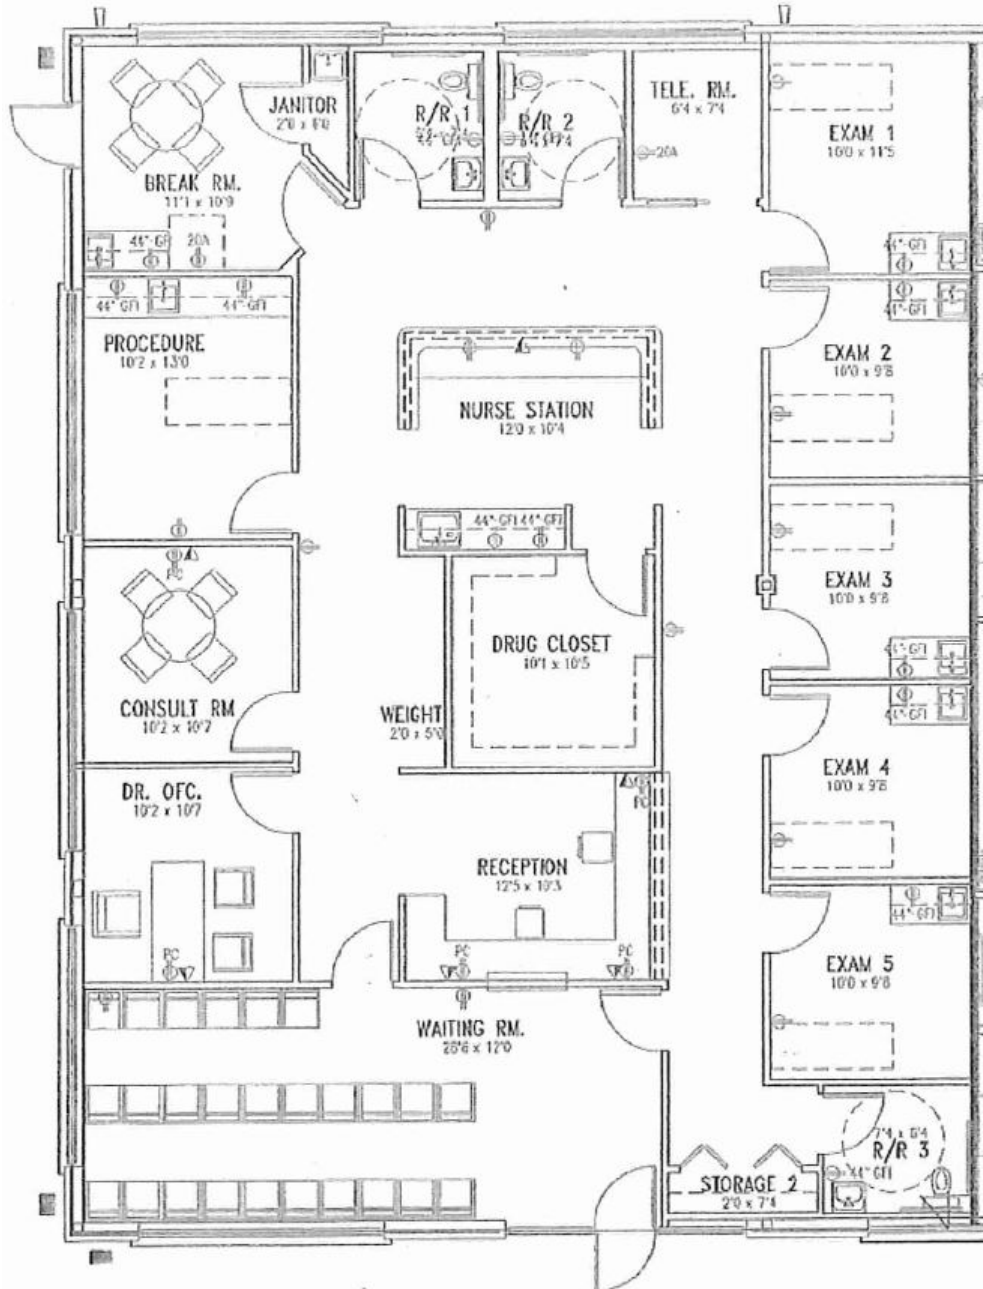 JANITOR
2'0 x 6'0
R/R 1
R/R 2
TELE. RM.
6'4 x 7'4
20A
EXAM 1
10'0 x 11'5
BREAK RM.
11'1 x 10'9
44"-GFI
20A
44"-GFI
44"-GFI
44"-GFI
44"-GFI
PROCEDURE
10'2 x 13'0
EXAM 2
10'0 x 9'8
NURSE STATION
12'0 x 10'4
44"-GFI
44"-GFI
PC
EXAM 3
10'0 x 9'8
DRUG CLOSET
10'1 x 10'5
44"-GFI
CONSULT RM
10'2 x 10'7
WEIGHT
2'0 x 5'0
44"-GFI
EXAM 4
10'0 x 9'8
DR. OFC.
10'2 x 10'7
PC
RECEPTION
12'5 x 10'3
44"-GFI
PC
PC
PC
EXAM 5
10'0 x 9'8
WAITING RM.
28'6 x 12'0
7'4 x 6'4
R/R 3
44" GFI
STORAGE 2
2'0 x 7'4